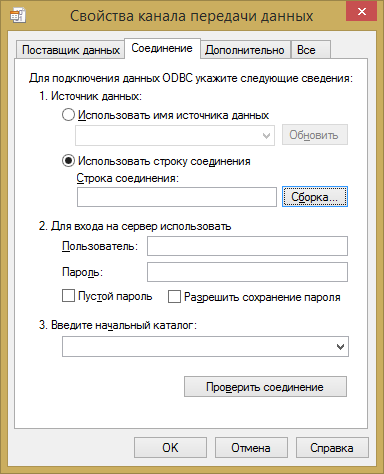 Свойства канала передачи данных
Поставщик данных Соединение Дополнительно Все
Для подключения данных ODBC укажите следующие сведения:
1. Источник данных:
Использовать имя источника данных
Обновить
Использовать строку соединения
Строка соединения:
Сборка...
2. Для входа на сервер использовать
Пользователь:
Пароль:
Пустой пароль Разрешить сохранение пароля
3. Введите начальный каталог:
Проверить соединение
OK Отмена Справка